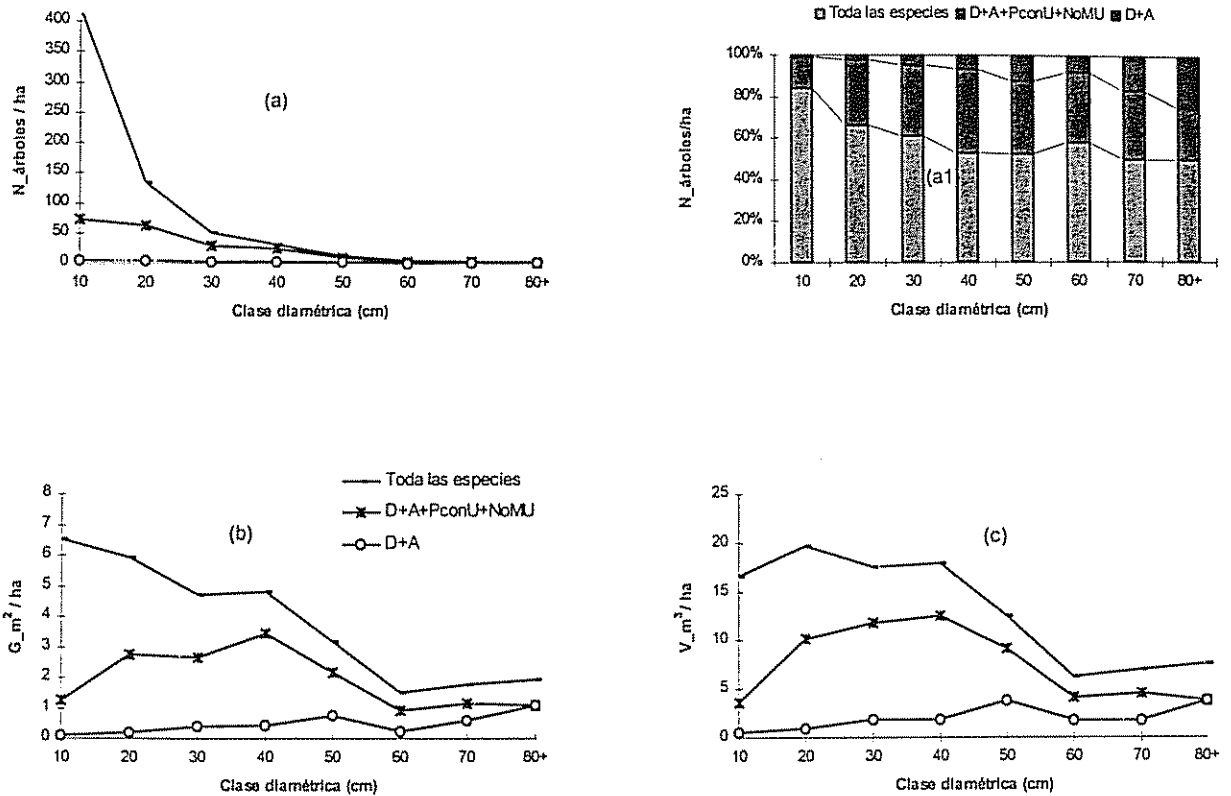 400
350
300
250
200
150
100
50
0
N_árboles / ha
(a)
10 20 30 40 50 60 70 80+
Clase diamétrica (cm)
Toda las especies D+A+PconU+NoMU D+A
100%
80%
60%
40%
20%
0%
N_árboles/ha
(a1)
10 20 30 40 50 60 70 80+
Clase diamétrica (cm)
8
7
6
5
4
3
2
1
0
G_m² / ha
(b)
Toda las especies
D+A+PconU+NoMU
D+A
10 20 30 40 50 60 70 80+
Clase diamétrica (cm)
25
20
15
10
5
0
V_m³ / ha
(c)
10 20 30 40 50 60 70 80+
Clase diamétrica (cm)